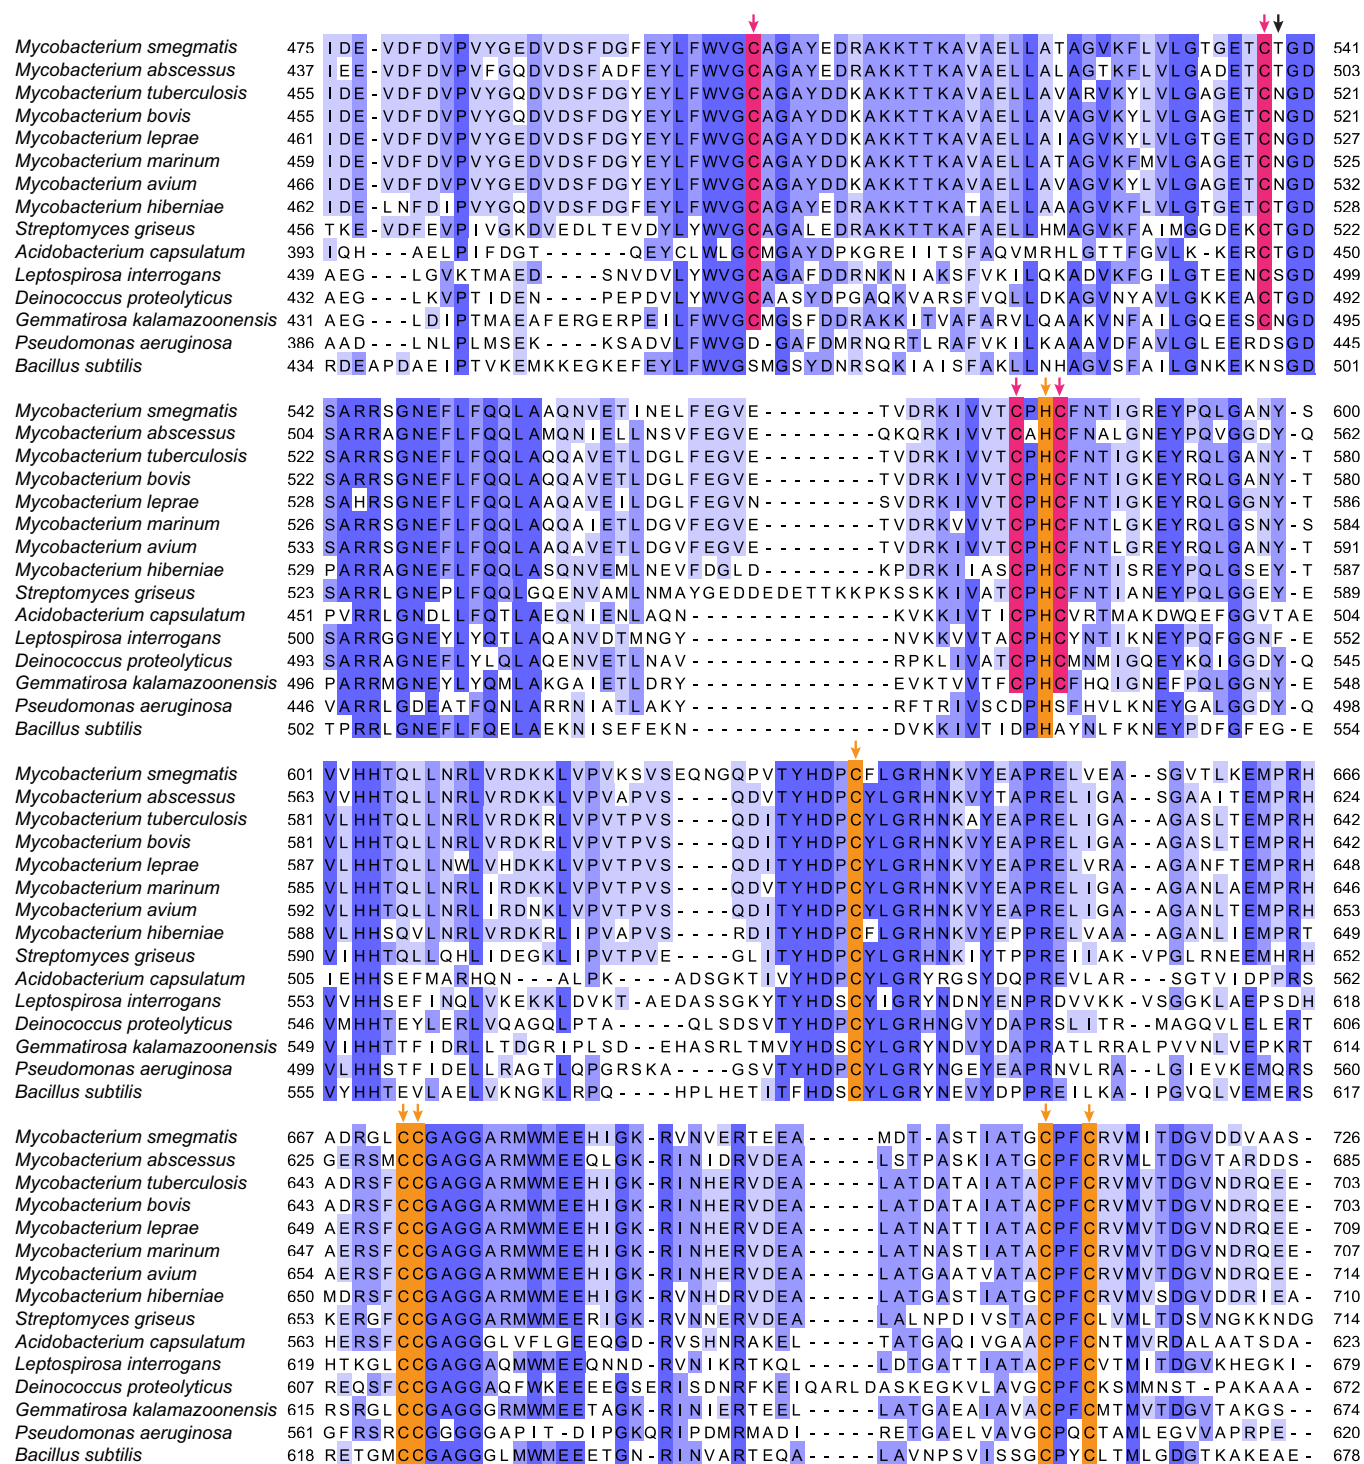 Mycobacterium smegmatis 475 IDE-VDFDVPVYGEDVDSFDGFEYLFWVGCAGAYEDRAKKTTKAVAELLATAGVKFLVLGTGETCTGD 541
Mycobacterium abscessus 437 IEE-VDFDVPVFGQDVDSFADFEYLFWVGCAGAYEDRAKKTTKAVAELLALAGTKFLVLGADETCTGD 503
Mycobacterium tuberculosis 455 IDE-VDFDVPVYGQDVDSFDGYEYLFWVGCAGAYDDKAKKTTKAVAELLAVARVKYLVLGAGETCNGD 521
Mycobacterium bovis 455 IDE-VDFDVPVYGQDVDSFDGYEYLFWVGCAGAYDDKAKKTTKAVAELLAVAGVKYLVLGAGETCNGD 521
Mycobacterium leprae 461 IDE-VDFDVPVYGEDVDSFDGYEYLFWVGCAGAYDDKAKKTTKAVAELLAIAGVKYLVLGTGETCNGD 527
Mycobacterium marinum 459 IDE-VDFDVPVYGEDVDSFDGYEYLFWVGCAGAYDDKAKKTTKAVAELLATAGVKFMVLGAGETCNGD 525
Mycobacterium avium 466 IDE-VDFDVPVYGEDVDSFDGYEYLFWVGCAGAYDDKAKKTTKAVAELLAVAGVKYLVLGAGETCNGD 532
Mycobacterium hiberniae 462 IDE-LNFDIPVYGQDVDSFDGYEYLFWVGCAGAYDDKAKKTTKATAELLAAAGVKFLVLGTGETCTGD 528
Streptomyces griseus 456 TKE-VDFEVPIVGKDVEDLTEVDYLYWVGCAGALEDRAKKTTKAFAELLHMAGVKFAIMGGDEKCTGD 522
Acidobacterium capsulatum 393 IQH---AELPIFDGT-----QEYCLWLGCMGAYDPKGREIITSFAQVMRHLGTTFGVLK-KERCTGD 450
Leptospirosa interrogans 439 AEG---LGVKTMAED----SNVDVLYWVGCAGAFDDRNKNIAKSFVKILQKADVKFGILGTEENCSGD 499
Deinococcus proteolyticus 432 AEG---LKVPTIDEN----PEPDVLYWVGCAASYDPGAQKVARSFVQLLDKAGVNYAVLGKKEACTGD 492
Gemmatirosa kalamazoonensis 431 AEG---LDIPTMAEAFERGERPEILFWVGCMGSFDDRAKKITVAFARVLQAAKVNFAILGQEESCNGD 495
Pseudomonas aeruginosa 386 AAD---LNLPLMSEK----KSADVLFWVGD-GAFDMRNQRTLRAFVKILKAAAVDFAVLGLEERDSGD 445
Bacillus subtilis 434 RDEAPDAEIPTVKEMKKEGKEFEYLFWVGSMGSYDNRSQKIAISFAKLLNHAGVSFAILGNKEKNSGD 501
Mycobacterium smegmatis 542 SARRSGNEFLFQQLAAQNVETINELFEGVE---------TVDRKIVVTCPHCFNTIGREYPQLGANY-S 600
Mycobacterium abscessus 504 SARRAGNEFLFQQLAMQNIELLNSVFEGVE---------QKQRKIVVTCAHCFNALGNEYPQVGGDY-Q 562
Mycobacterium tuberculosis 522 SARRSGNEFLFQQLAQQAVETLDGLFEGVE---------TVDRKIVVTCPHCFNTIGKEYRQLGANY-T 580
Mycobacterium bovis 522 SARRSGNEFLFQQLAQQAVETLDGLFEGVE---------TVDRKIVVTCPHCFNTIGKEYRQLGANY-T 580
Mycobacterium leprae 528 SAHRSGNEFLFQQLAQQAVEILDGLFEGVN---------SVDRKIVVTCPHCFNTIGKEYRQLGGNY-T 586
Mycobacterium marinum 526 SARRSGNEFLFQQLAQQAIETLDGVFEGVE---------TVDRKVVVTCPHCFNTLGKEYRQLGSNY-S 584
Mycobacterium avium 533 SARRSGNEFLFQQLAAQAVETLDGVFEGVE---------TVDRKIVVTCPHCFNTLGREYRQLGANY-T 591
Mycobacterium hiberniae 529 PARRAGNEFLFQQLASQNVEMLNEVFDGLD---------KPDRKIIASCPHCFNTISREYPQLGSEY-T 587
Streptomyces griseus 523 SARRLGNEPLFQQLGQENVAMLNMAYGEDDEDETTKKPKSSKKIVATCPHCFNTIANEYPQLGGEY-E 589
Acidobacterium capsulatum 451 PVRRLGNDLLFQTLAEQNIENLAQN--------------KVKKIVTICPHCVRTMAKDWQEFGGVTAE 504
Leptospirosa interrogans 500 SARRGGNEYLYQTLAQANVDTMNGY--------------NVKKVVTACPHCYNTIKNEYPQFGGNF-E 552
Deinococcus proteolyticus 493 SARRAGNEFLYLQLAQENVETLNAV--------------RPKLIVATCPHCMNMIGQEYKQIGGDY-Q 545
Gemmatirosa kalamazoonensis 496 PARRMGNEYLYQMLAKGAIETLDRY--------------EVKTVVTFCPHCFHQIGNEFPQLGGNY-E 548
Pseudomonas aeruginosa 446 VARRLGDEATFQNLARRNIATLAKY--------------RFTRIVSCDPHSFHVLKNEYGALGGDY-Q 498
Bacillus subtilis 502 TPRRLGNEFLFQELAEKNISEFEKN--------------DVKKIVTIDPHAYNLFKNEYPDFGFEG-E 554
Mycobacterium smegmatis 601 VVHHTQLLNRLVRDKKLVPVKSVSEQNGQPVTYHDPCFLGRHNKVYEAPRELVEA--SGVTLKEMPRH 666
Mycobacterium abscessus 563 VVHHTQLLNRLVRDKKLVPVAPVS----QDVTYHDPCYLGRHNKVYTAPRELIGA--SGAAITEMPRH 624
Mycobacterium tuberculosis 581 VLHHTQLLNRLVRDKRLVPVTPVS----QDITYHDPCYLGRHNKAYEAPRELIGA--SGASLTEMPRH 642
Mycobacterium bovis 581 VLHHTQLLNRLVRDKRLVPVTPVS----QDITYHDPCYLGRHNKVYEAPRELIGA--AGASLTEMPRH 642
Mycobacterium leprae 587 VLHHTQLLNWLVHDKKLVPVTPVS----QDITYHDPCYLGRHNKVYEAPRELVRA--AGANFTEMPRH 648
Mycobacterium marinum 585 VLHHTQLLNRLIRDKKLVPVTPVS----QDVTYHDPCYLGRHNKVYEAPRELIGA--AGANLAEMPRH 646
Mycobacterium avium 592 VLHHTQLLNRLIRDNKLVPVTPVS----QDITYHDPCYLGRHNKVYEAPRELIGA--AGANLTEMPRH 653
Mycobacterium hiberniae 588 VLHHSQVLNRLVRDKRLIPVAPVS----RDITYHDPCFLGRHNKVYEPPRELVAA--AGANLIEMPRT 649
Streptomyces griseus 590 VIHHTQLLQHLIDEGKLIPVTPVE----GLITYHDPCYLGRHNKIYTPPREIIAK-VPGLRNEEMHRH 652
Acidobacterium capsulatum 505 IEHHSEFMARHQN--ALPK----ADSGKTIVYHDPCYLGRYRGSYDQPREVLAR--SGTVIDPPRS 562
Leptospirosa interrogans 553 VVHHSEFINQLVKEKKLDVKT-AEDASSGKYTYHDSCYIGRYNDNYENPRDVVKK-VSGGKLAEPSDH 618
Deinococcus proteolyticus 546 VMHHTEYLERLVQAGQLPTA-----QLSDSVTYHDPCYLGRHNGVYDAPRSLITR--MAGQVLELERT 606
Gemmatirosa kalamazoonensis 549 VIHHTTFIDRLLTDGRIPLSD--EHASRLTMVYHDSCYLGRYNDVYDAPRATLRRALPVVNLVEPKRT 614
Pseudomonas aeruginosa 499 VLHHSTFIDELLRAGTLQPGRSKA----GSVTYHDPCYLGRYNGEYEAPRNVLRA--LGIEVKEMQRS 560
Bacillus subtilis 555 VYHHTEVLAELVKNGKLRPQ---HPLHETITFHDSCYLGRYNEVYDPPREILKA-IPGVQLVEMERS 617
Mycobacterium smegmatis 667 ADRGLCCGAGGARMWMEEHIGK-RVNVERTEEA-----MDT-ASTIATGCPFCRVMITDGVDDVAAS- 726
Mycobacterium abscessus 625 GERSMCCGAGGARMWMEEQLGK-RINIDRVDEA-----LSTPASKIATGCPFCRVMLTDGVTARDDS- 685
Mycobacterium tuberculosis 643 ADRSFCCGAGGARMWMEEHIGK-RINHERVDEA-----LATDATAIATACPFCRVMVTDGVNDRQEE- 703
Mycobacterium bovis 643 ADRSFCCGAGGARMWMEEHIGK-RINHERVDEA-----LATDATAIATACPFCRVMVTDGVNDRQEE- 703
Mycobacterium leprae 649 AERSFCCGAGGARMWMEEHIGK-RINHERVDEA-----LATNATTIATACPFCRVMVTDGVNDRQEE- 709
Mycobacterium marinum 647 AERSFCCGAGGARMWMEEHIGK-RINHERVDEA-----LATNASTIATACPFCRVMVTDGVNDRQEE- 707
Mycobacterium avium 654 AERSFCCGAGGARMWMEEHIGK-RINHERVDEA-----LATGAATVATACPFCRVMVTDGVNDRQEE- 714
Mycobacterium hiberniae 650 MDRSFCCGAGGARMWMEEHIGK-RVNHDRVDEA-----LATGASTIATGCPFCRVMVSDGVDDRIEA- 710
Streptomyces griseus 653 KERGFCCGAGGARMWMEERIGK-RVNNERVDEA-----LALNPDIVSTACPFCLVMLTDSVNGKKNDG 714
Acidobacterium capsulatum 563 HERSFCCGAGGGLVFLGEEQGD-RVSHNRAKEL-----TATGAQIVGAACPFCNTMVRDALAATSDA- 623
Leptospirosa interrogans 619 HTKGLCCGAGGAQMWMEEQNND-RVNIKRTKQL-----LDTGATTIATACPFCVTMITDGVKHEGKI- 679
Deinococcus proteolyticus 607 REQSFCCGAGGAQFWKEEEEGSERISDNRFKEIQARLDASKEGKVLAVGCPFCKSMMNST-PAKAAA- 672
Gemmatirosa kalamazoonensis 615 RSRGLCCGAGGGRMWMEETAGK-RINIERTEEL-----LATGAEAIAVACPFCMTMVTDGVTAKGS-- 674
Pseudomonas aeruginosa 561 GFRSRCCGGGGGAPIT-DIPGKQRIPDMRMADI-----RETGAELVAVGCPQCTAMLEGVVAPRPE-- 620
Bacillus subtilis 618 RETGMCCGAGGGLMWMEEETGN-RINVARTEQA-----LAVNPSVISSGCPYCLTMLGDGTKAKEAE- 678